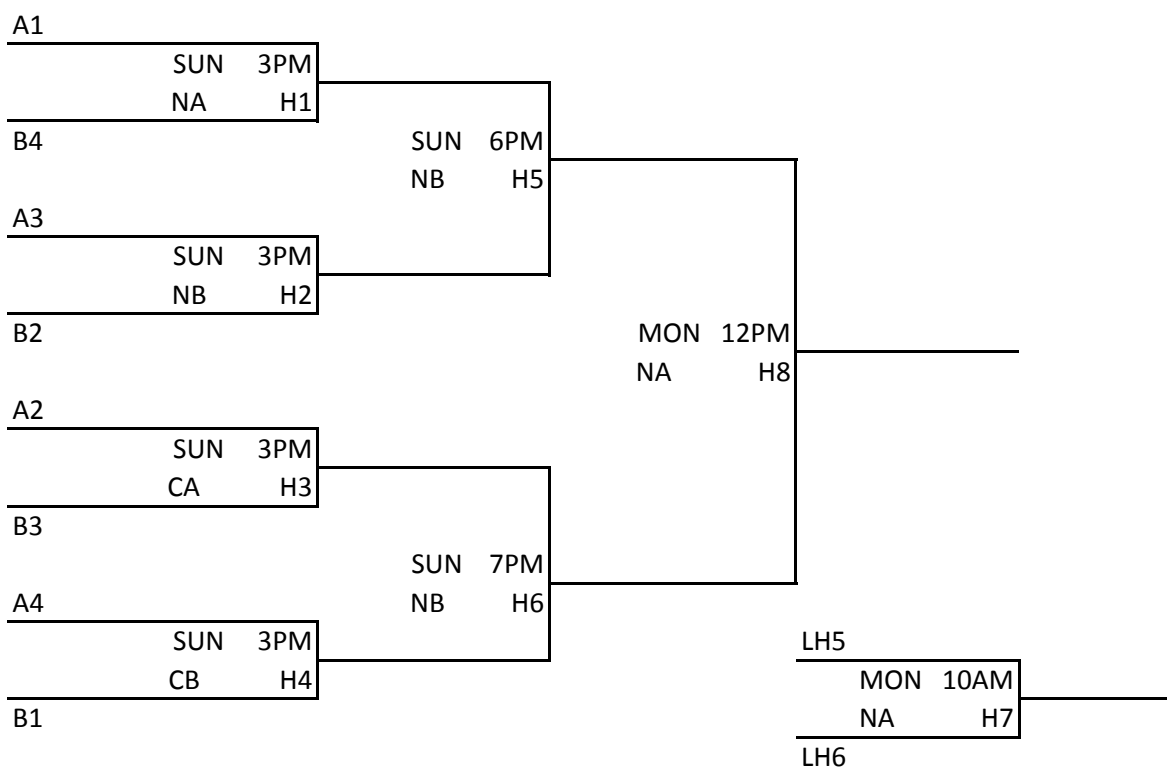 A1
SUN 3PM
NA H1
B4
SUN 6PM
NB H5
A3
SUN 3PM
NB H2
B2
MON 12PM
NA H8
A2
SUN 3PM
CA H3
B3
SUN 7PM
NB H6
A4
SUN 3PM
CB H4
B1
LH5
MON 10AM
NA H7
LH6